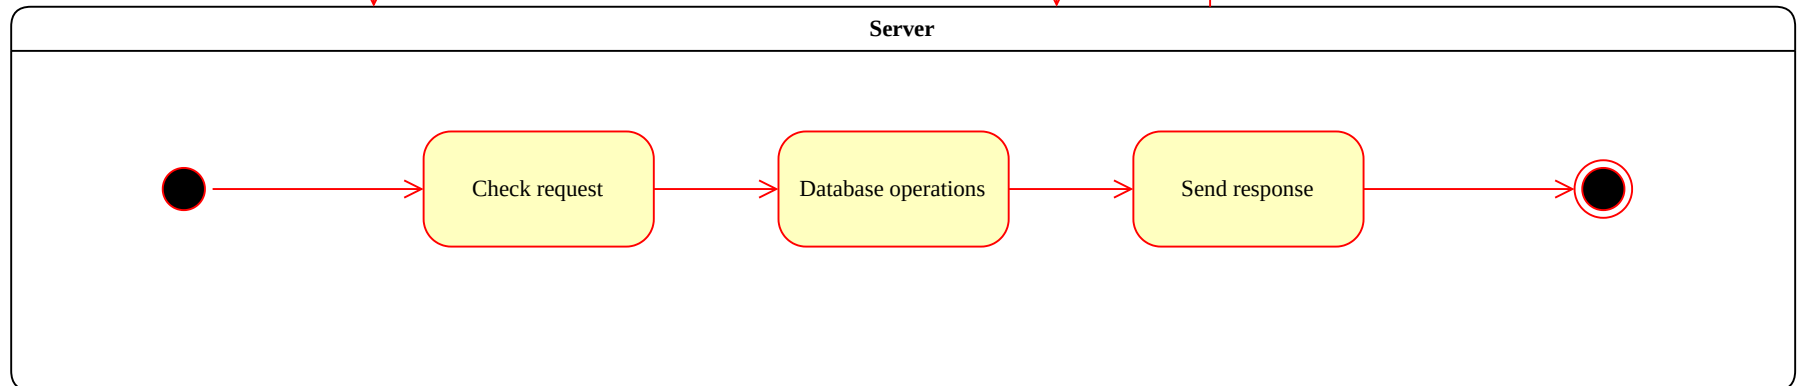 Server
Check request
Database operations
Send response